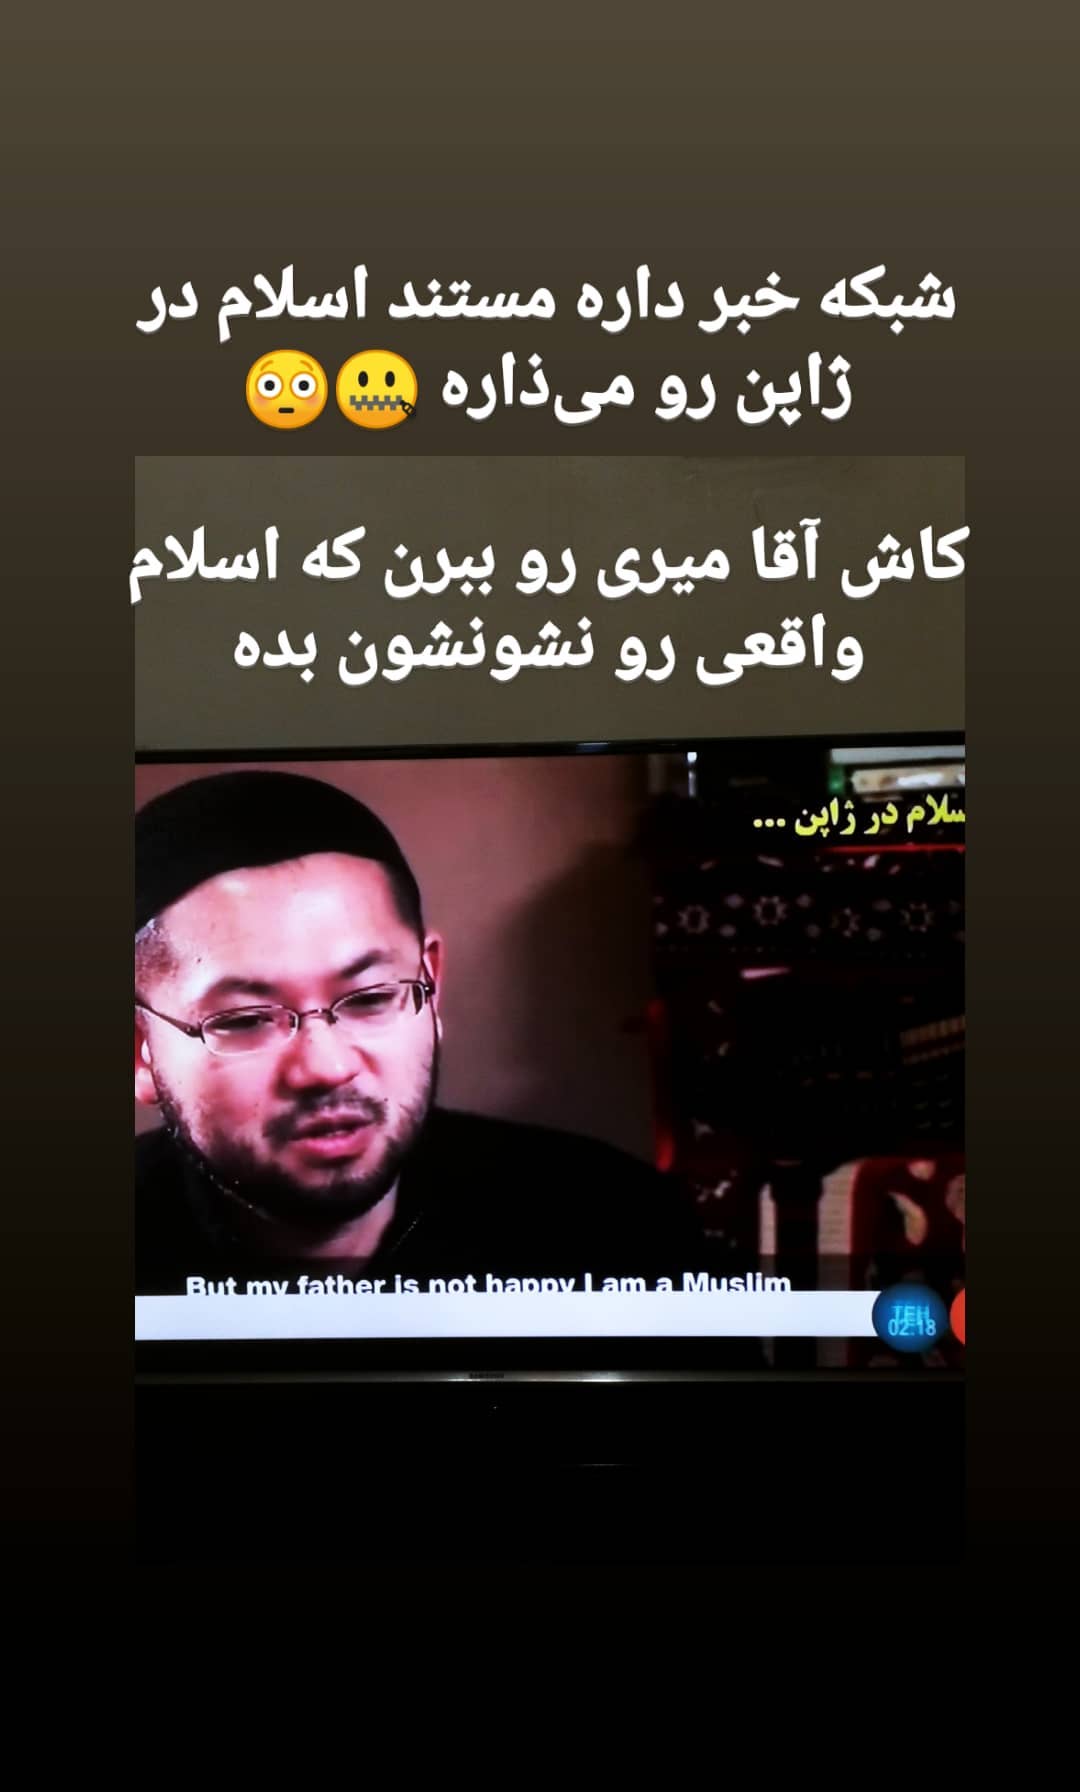 شبکه خبر داره مستند اسلام در
ژاپن رو می‌ذاره 🤐😳
کاش آقا میری رو ببرن که اسلام
واقعی رو نشونشون بده
در ژاپن ...
But my father is not happy I am a Muslim
TEH
02:18
SAMSUNG